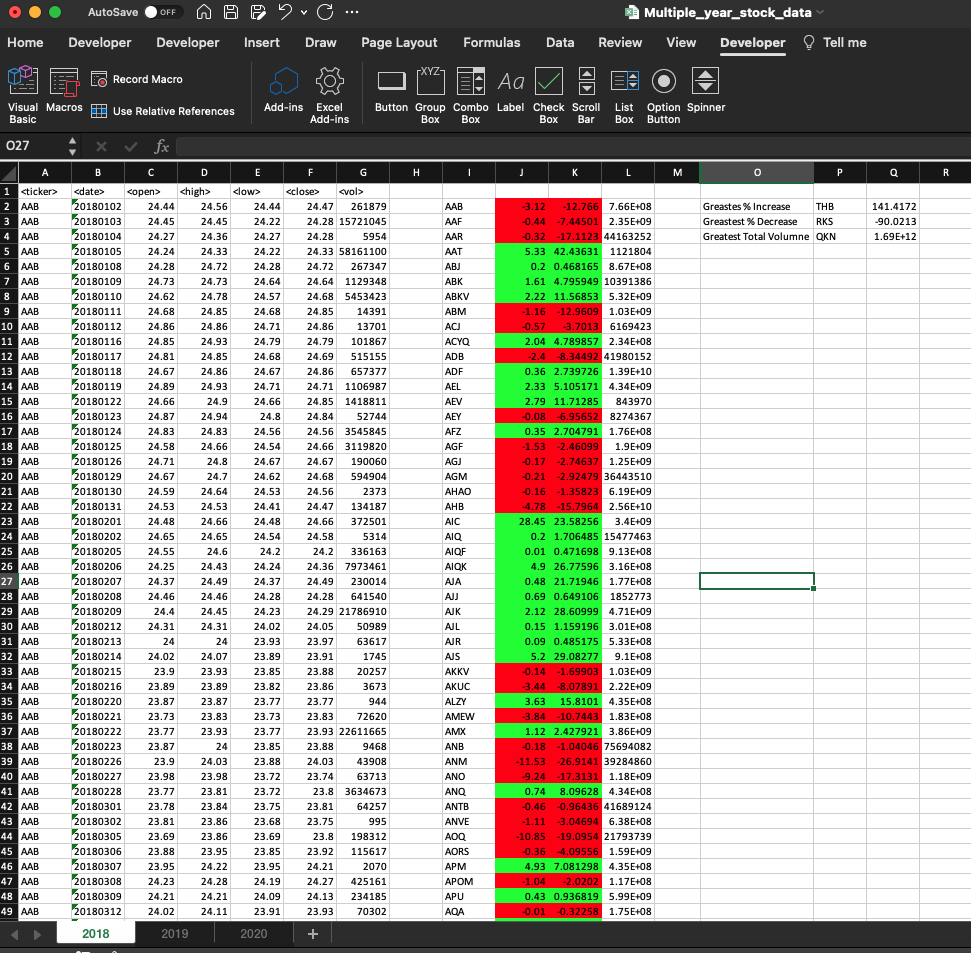 AutoSave OFF Multiple_year_stock_data
Home Developer Developer Insert Draw Page Layout Formulas Data Review View Developer Tell me
Visual Basic Macros Record Macro Use Relative References Add-ins Excel Add-ins Button XYZ Group Box Combo Box Aa Label Check Box Scroll Bar List Box Option Button Spinner
O27 fx
A B C D E F G H I J K L M O P Q R
1 <ticker> <date> <open> <high> <low> <close> <vol>
2 AAB 20180102 24.44 24.56 24.44 24.47 261879 AAB -3.12 -12.766 7.66E+08 Greastes % Increase THB 141.4172
3 AAB 20180103 24.28 24.45 24.22 24.28 15721045 AAF -0.44 -7.44501 2.35E+09 Greastest % Decrease RKS -90.0213
4 AAB 20180104 24.27 24.36 24.27 24.28 5954 AAR -0.32 -17.1123 44163252 Greatest Total Volumne QKN 1.69E+12
5 AAB 20180105 24.24 24.33 24.22 24.33 58161100 AAT 5.33 42.43631 1121804
6 AAB 20180108 24.28 24.72 24.28 24.72 267347 ABJ 0.2 0.468165 8.67E+08
7 AAB 20180109 24.73 24.73 24.64 24.64 1129348 ABK 1.61 4.795949 10391386
8 AAB 20180110 24.62 24.78 24.57 24.68 5453423 ABKV 2.22 11.56853 5.32E+09
9 AAB 20180111 24.68 24.85 24.68 24.85 14391 ABM -1.16 -12.9609 1.03E+09
10 AAB 20180112 24.86 24.86 24.71 24.86 13701 ACJ -0.57 -3.7013 6169423
11 AAB 20180116 24.85 24.93 24.79 24.79 101867 ACYQ 2.04 4.789857 2.34E+08
12 AAB 20180117 24.81 24.85 24.68 24.69 515155 ADB -2.4 -8.34492 41980152
13 AAB 20180118 24.67 24.86 24.67 24.86 657377 ADF 0.36 2.739726 1.39E+10
14 AAB 20180119 24.89 24.93 24.71 24.71 1106987 AEL 2.33 5.105171 4.34E+09
15 AAB 20180122 24.66 24.9 24.66 24.85 1418811 AEV 2.79 11.71285 843970
16 AAB 20180123 24.87 24.94 24.8 24.84 52744 AEY -0.08 -6.95652 8274367
17 AAB 20180124 24.83 24.83 24.56 24.56 3545845 AFZ 0.35 2.704791 1.76E+08
18 AAB 20180125 24.58 24.66 24.54 24.66 3119820 AGF -1.53 -2.46099 1.9E+09
19 AAB 20180126 24.71 24.8 24.67 24.67 190060 AGJ -0.17 -2.74637 1.25E+09
20 AAB 20180129 24.67 24.7 24.62 24.68 594904 AGM -0.21 -2.92479 36443510
21 AAB 20180130 24.59 24.64 24.53 24.56 2373 AHAO -0.16 -1.35823 6.19E+09
22 AAB 20180131 24.53 24.53 24.41 24.47 134187 AHB -4.78 -15.7964 2.56E+10
23 AAB 20180201 24.48 24.66 24.48 24.66 372501 AIC 28.45 23.58256 3.4E+09
24 AAB 20180202 24.65 24.65 24.54 24.58 5314 AIQ 0.2 1.706485 15477463
25 AAB 20180205 24.55 24.6 24.2 24.2 336163 AIQF 0.01 0.471698 9.13E+08
26 AAB 20180206 24.25 24.43 24.24 24.36 7973461 AIQK 4.9 26.77596 3.16E+08
27 AAB 20180207 24.37 24.49 24.37 24.49 230014 AJA 0.48 21.71946 1.77E+08
28 AAB 20180208 24.46 24.46 24.28 24.28 641540 AJJ 0.69 0.649106 1852773
29 AAB 20180209 24.4 24.45 24.23 24.29 21786910 AJK 2.12 28.60999 4.71E+09
30 AAB 20180212 24.31 24.31 24.02 24.05 50989 AJL 0.15 1.159196 3.01E+08
31 AAB 20180213 24 24 23.93 23.97 63617 AJR 0.09 0.485175 5.33E+08
32 AAB 20180214 24.02 24.07 23.89 23.91 1745 AJS 5.2 29.08277 9.1E+08
33 AAB 20180215 23.9 23.93 23.85 23.88 20257 AKKV -0.14 -1.69903 1.03E+09
34 AAB 20180216 23.89 23.89 23.82 23.86 3673 AKUC -3.44 -8.07891 2.22E+09
35 AAB 20180220 23.87 23.87 23.77 23.77 944 ALZY 3.63 15.8101 4.35E+08
36 AAB 20180221 23.73 23.83 23.73 23.83 72620 AMEW -3.84 -10.7443 1.83E+08
37 AAB 20180222 23.77 23.93 23.77 23.93 22611665 AMX 1.12 2.427921 3.86E+09
38 AAB 20180223 23.87 24 23.85 23.88 9468 ANB -0.18 -1.04046 75694082
39 AAB 20180226 23.9 24.03 23.88 24.03 43908 ANM -11.53 -26.9141 39284860
40 AAB 20180227 23.98 23.98 23.72 23.74 63713 ANO -9.24 -17.3131 1.18E+09
41 AAB 20180228 23.77 23.81 23.72 23.8 3634673 ANQ 0.74 8.09628 4.34E+08
42 AAB 20180301 23.78 23.84 23.75 23.81 64257 ANTB -0.46 -0.96436 41689124
43 AAB 20180302 23.81 23.86 23.68 23.75 995 ANVE -1.11 -3.04694 6.38E+08
44 AAB 20180305 23.69 23.86 23.69 23.8 198312 AOQ -10.85 -19.0954 21793739
45 AAB 20180306 23.88 23.95 23.85 23.92 115617 AORS -0.36 -4.09556 1.59E+09
46 AAB 20180307 23.95 24.22 23.95 24.21 2070 APM 4.93 7.081298 4.35E+08
47 AAB 20180308 24.23 24.28 24.19 24.27 425161 APOM -1.04 -2.0202 1.17E+08
48 AAB 20180309 24.21 24.21 24.09 24.13 234185 APU 0.43 0.936819 5.99E+09
49 AAB 20180312 24.02 24.11 23.91 23.93 70302 AQA -0.01 -0.32258 1.75E+08
2018 2019 2020 +